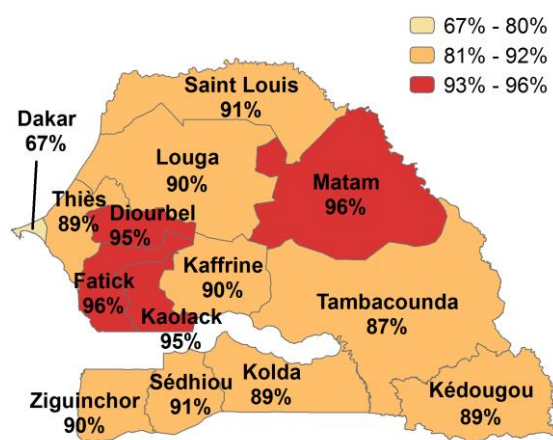 67% - 80%
81% - 92%
93% - 96%
Saint Louis
91%
Dakar
67%
Louga
90%
Matam
96%
Thiès
89%
Diourbel
95%
Kaffrine
90%
Fatick
96%
Kaolack
95%
Tambacounda
87%
Ziguinchor
90%
Sédhiou
91%
Kolda
89%
Kédougou
89%